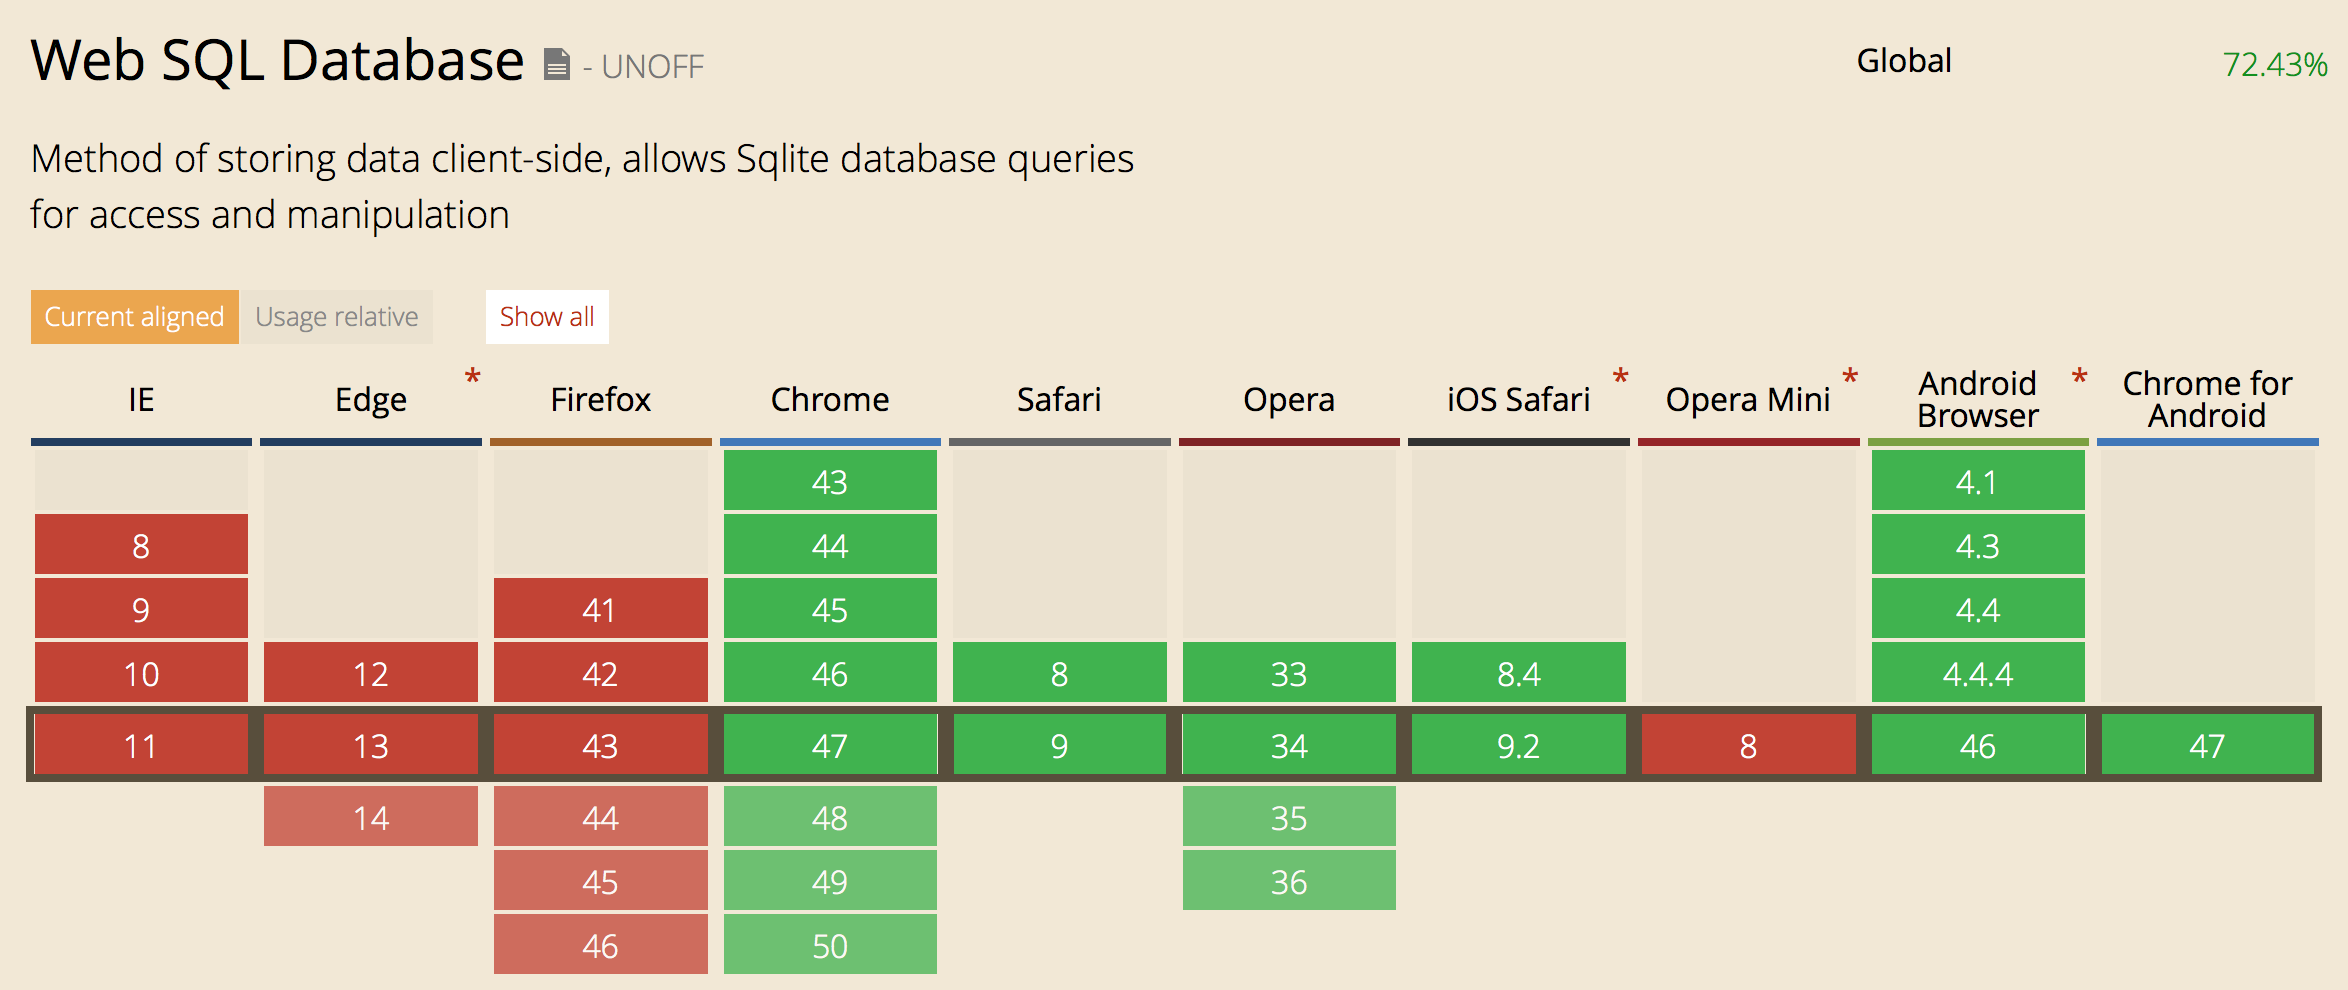 Web SQL Database - UNOFF Global 72.43%
Method of storing data client-side, allows Sqlite database queries
for access and manipulation
Current aligned Usage relative Show all
IE Edge * Firefox Chrome Safari Opera iOS Safari * Opera Mini * Android Browser * Chrome for Android
43 4.1
8 44 4.3
9 41 45 4.4
10 12 42 46 8 33 8.4 4.4.4
11 13 43 47 9 34 9.2 8 46 47
14 44 48 35
45 49 36
46 50